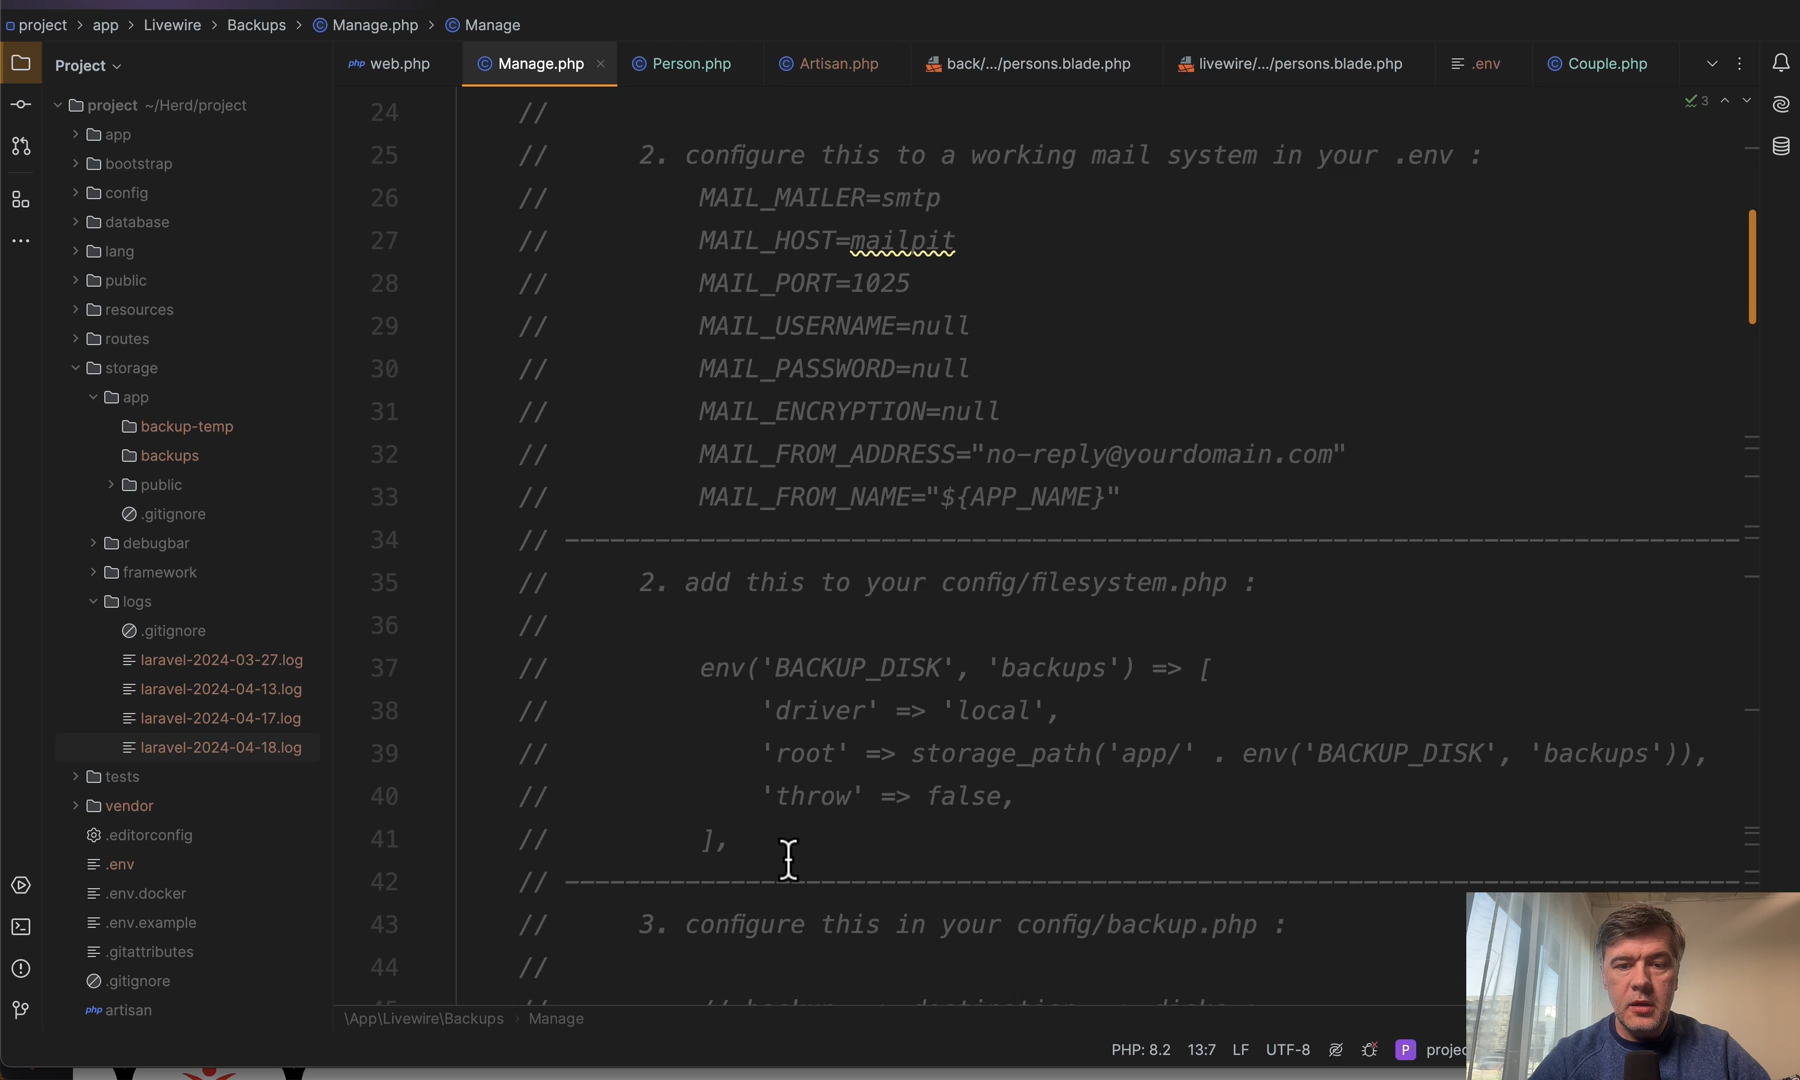 project > app > Livewire > Backups > Manage.php > Manage
Project
php web.php
Manage.php
Person.php
Artisan.php
back/.../persons.blade.php
livewire/.../persons.blade.php
.env
Couple.php
project ~/Herd/project
app
bootstrap
config
database
lang
public
resources
routes
storage
app
backup-temp
backups
public
.gitignore
debugbar
framework
logs
.gitignore
laravel-2024-03-27.log
laravel-2024-04-13.log
laravel-2024-04-17.log
laravel-2024-04-18.log
tests
vendor
.editorconfig
.env
.env.docker
.env.example
.gitattributes
.gitignore
php artisan
3
24 //
25 // 2. configure this to a working mail system in your .env :
26 // MAIL_MAILER=smtp
27 // MAIL_HOST=mailpit
28 // MAIL_PORT=1025
29 // MAIL_USERNAME=null
30 // MAIL_PASSWORD=null
31 // MAIL_ENCRYPTION=null
32 // MAIL_FROM_ADDRESS="no-reply@yourdomain.com"
33 // MAIL_FROM_NAME="${APP_NAME}"
34 // ------------------------------------------------------------------------------
35 // 2. add this to your config/filesystem.php :
36 //
37 // env('BACKUP_DISK', 'backups') => [
38 // 'driver' => 'local',
39 // 'root' => storage_path('app/' . env('BACKUP_DISK', 'backups')),
40 // 'throw' => false,
41 // ],
42 // ------------------------------------------------------------------------------
43 // 3. configure this in your config/backup.php :
44 //
\App\Livewire\Backups > Manage
PHP: 8.2 13:7 LF UTF-8 P projec